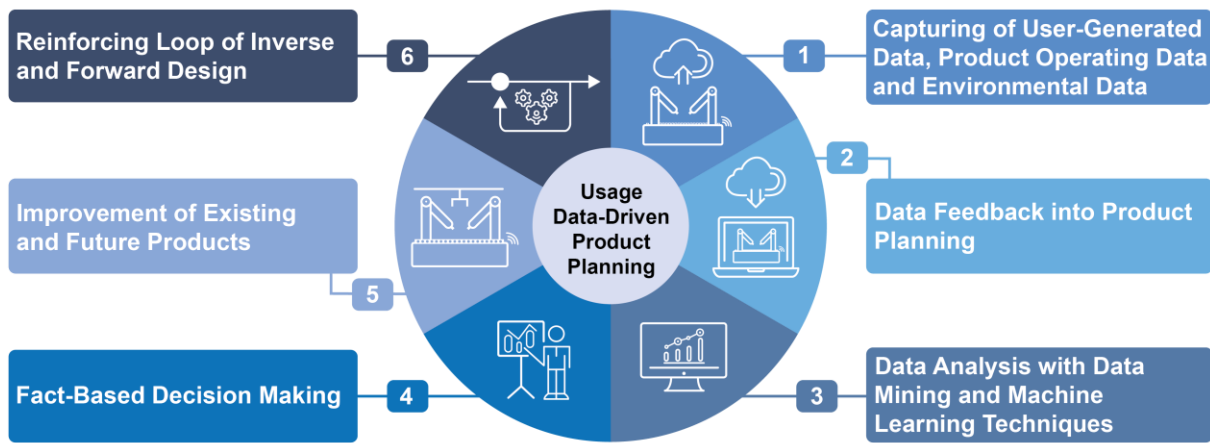 Reinforcing Loop of Inverse
and Forward Design
6
1
Capturing of User-Generated
Data, Product Operating Data
and Environmental Data
2
Data Feedback into Product
Planning
3
Data Analysis with Data
Mining and Machine
Learning Techniques
4
Fact-Based Decision Making
5
Improvement of Existing
and Future Products
Usage
Data-Driven
Product
Planning